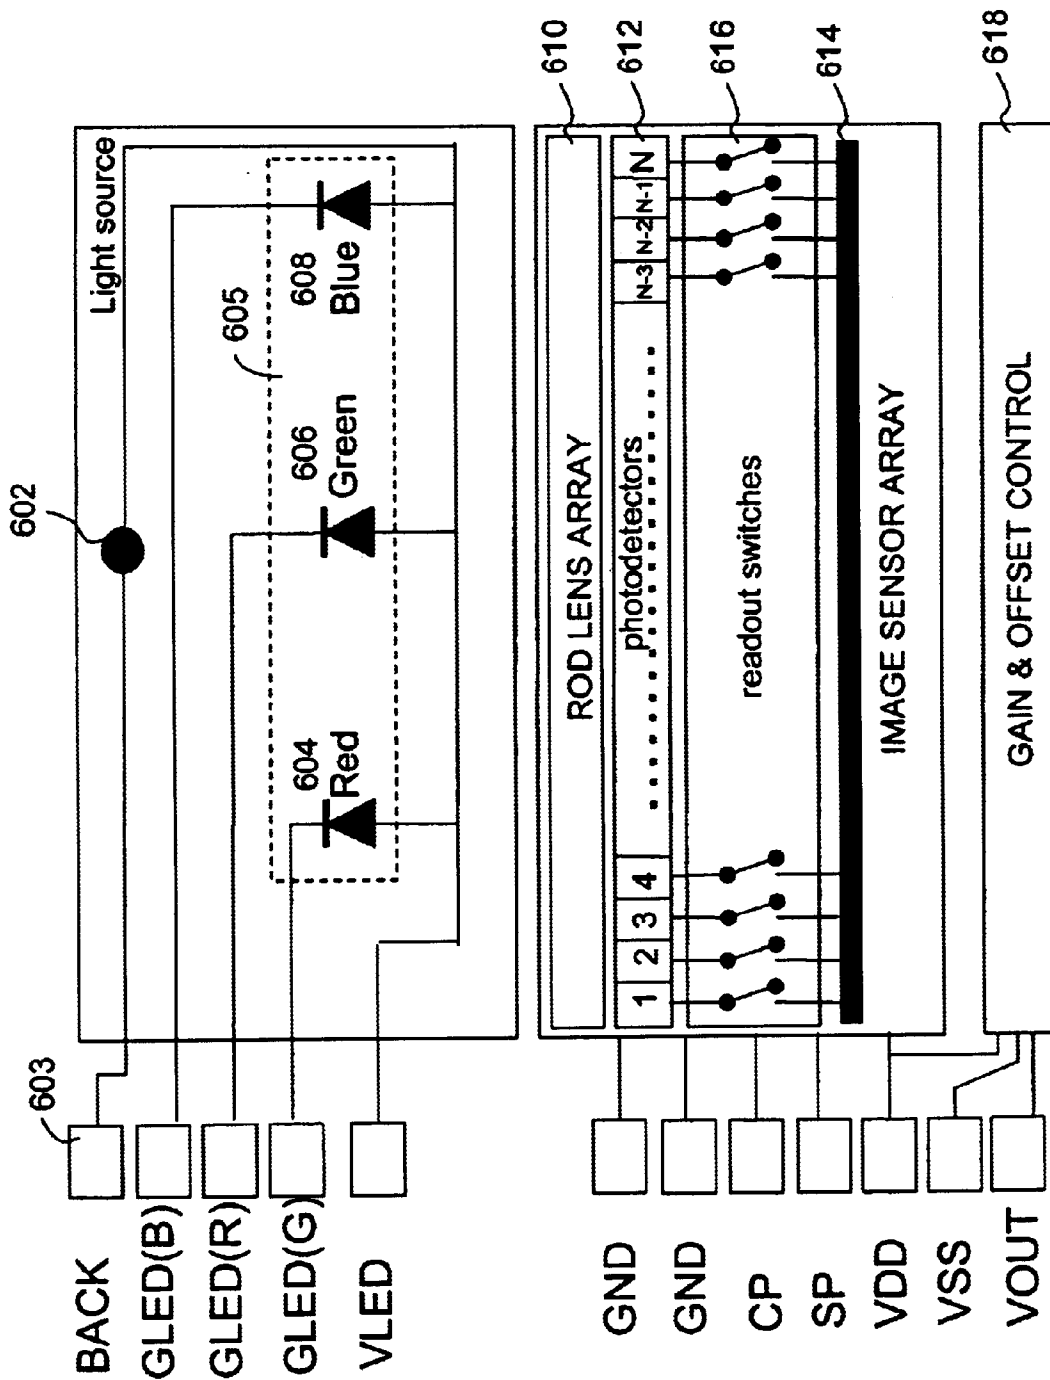 602
Light source
605
604
Red
606
Green
608
Blue
603
BACK
GLED(B)
GLED(R)
GLED(G)
VLED
610
ROD LENS ARRAY
612
photodetectors
1 2 3 4 N-3 N-2 N-1 N
616
readout switches
614
IMAGE SENSOR ARRAY
618
GAIN & OFFSET CONTROL
GND
GND
CP
SP
VDD
VSS
VOUT